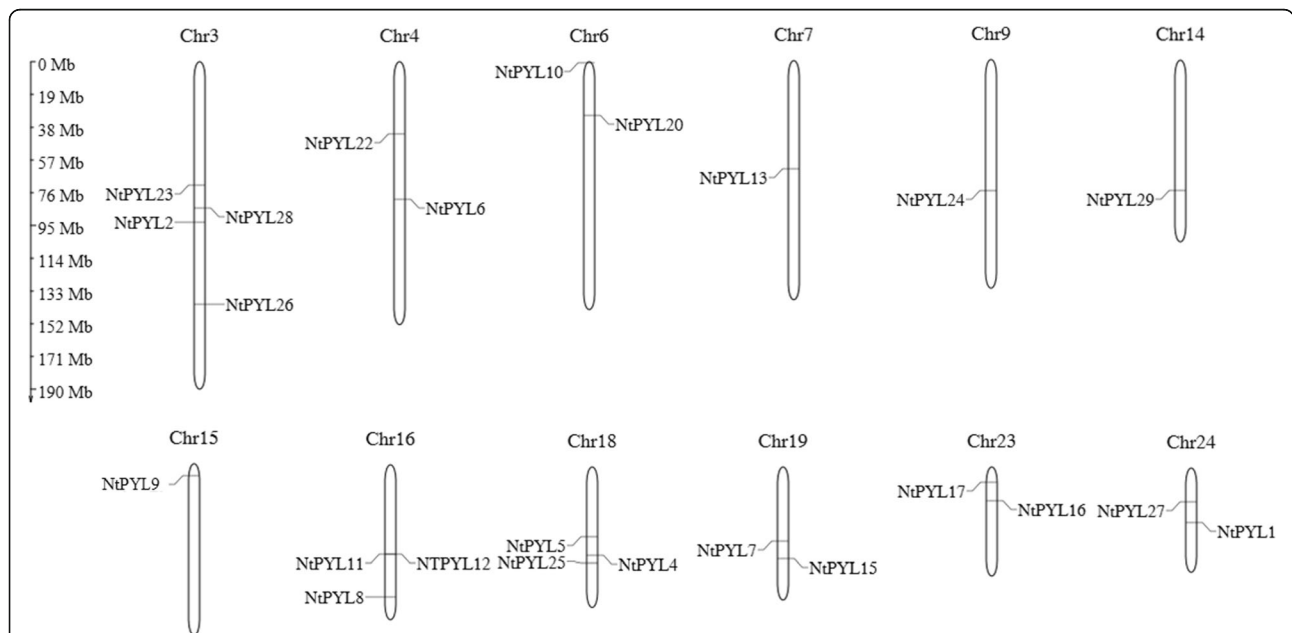 Chr3 Chr4 Chr6 Chr7 Chr9 Chr14
0 Mb
19 Mb
38 Mb
57 Mb
76 Mb
95 Mb
114 Mb
133 Mb
152 Mb
171 Mb
190 Mb
NtPYL23
NtPYL28
NtPYL2
NtPYL26
NtPYL22
NtPYL6
NtPYL10
NtPYL20
NtPYL13
NtPYL24
NtPYL29
Chr15 Chr16 Chr18 Chr19 Chr23 Chr24
NtPYL9
NtPYL11 NTPYL12
NtPYL8
NtPYL5
NtPYL25 NtPYL4
NtPYL7
NtPYL15
NtPYL17
NtPYL16
NtPYL27
NtPYL1